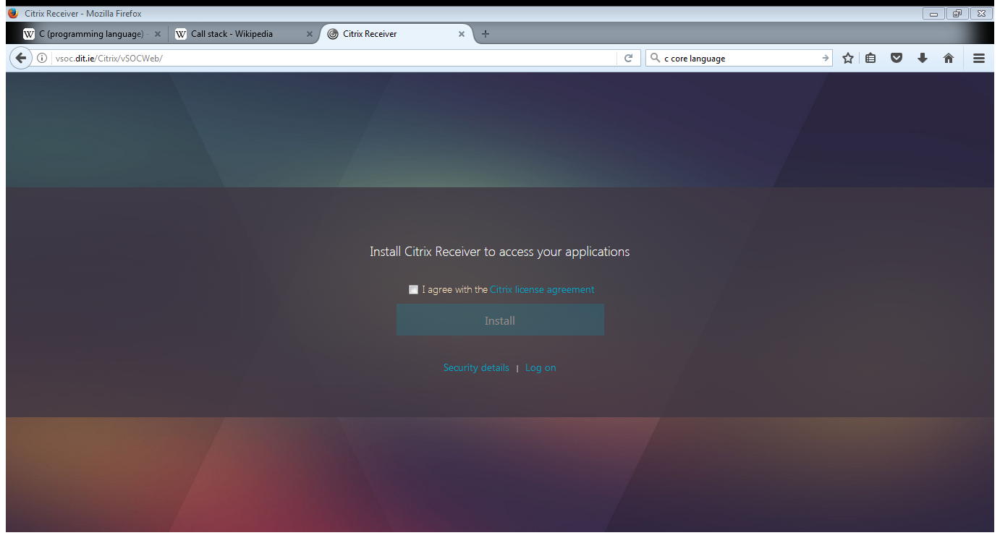 Citrix Receiver - Mozilla Firefox
W C (programming language) - W Call stack - Wikipedia Citrix Receiver
vsoc.dit.ie/Citrix/vSOCWeb/ c core language
Install Citrix Receiver to access your applications
I agree with the Citrix license agreement
Install
Security details | Log on